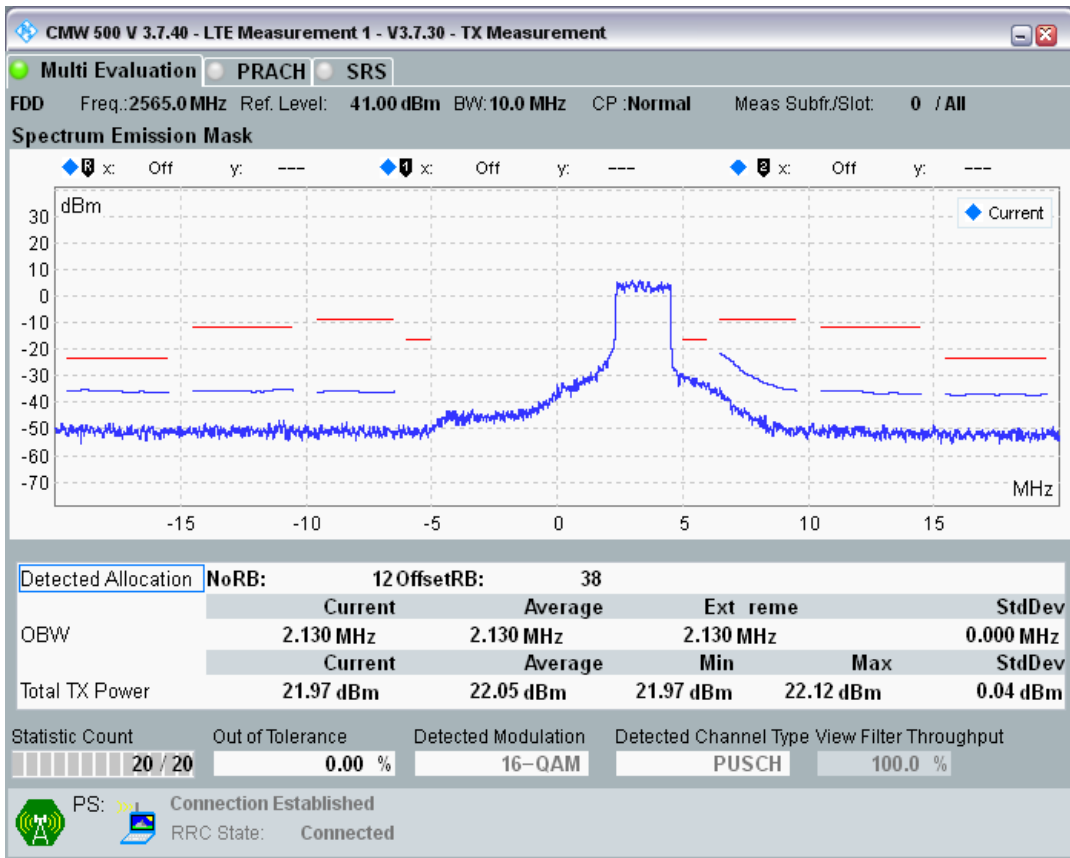 CMW 500 V 3.7.40 - LTE Measurement 1 - V3.7.30 - TX Measurement
Multi Evaluation PRACH SRS
FDD Freq.:2565.0 MHz Ref. Level: 41.00 dBm BW:10.0 MHz CP :Normal Meas Subfr./Slot: 0 / All
Spectrum Emission Mask
R x: Off y: --- 1 x: Off y: --- 2 x: Off y: ---
dBm
Current
30
20
10
0
-10
-20
-30
-40
-50
-60
-70
MHz
-15 -10 -5 0 5 10 15
Detected Allocation NoRB: 12 OffsetRB: 38
Current Average Ext reme StdDev
OBW 2.130 MHz 2.130 MHz 2.130 MHz 0.000 MHz
Current Average Min Max StdDev
Total TX Power 21.97 dBm 22.05 dBm 21.97 dBm 22.12 dBm 0.04 dBm
Statistic Count Out of Tolerance Detected Modulation Detected Channel Type View Filter Throughput
20 / 20 0.00 % 16-QAM PUSCH 100.0 %
PS: Connection Established
RRC State: Connected